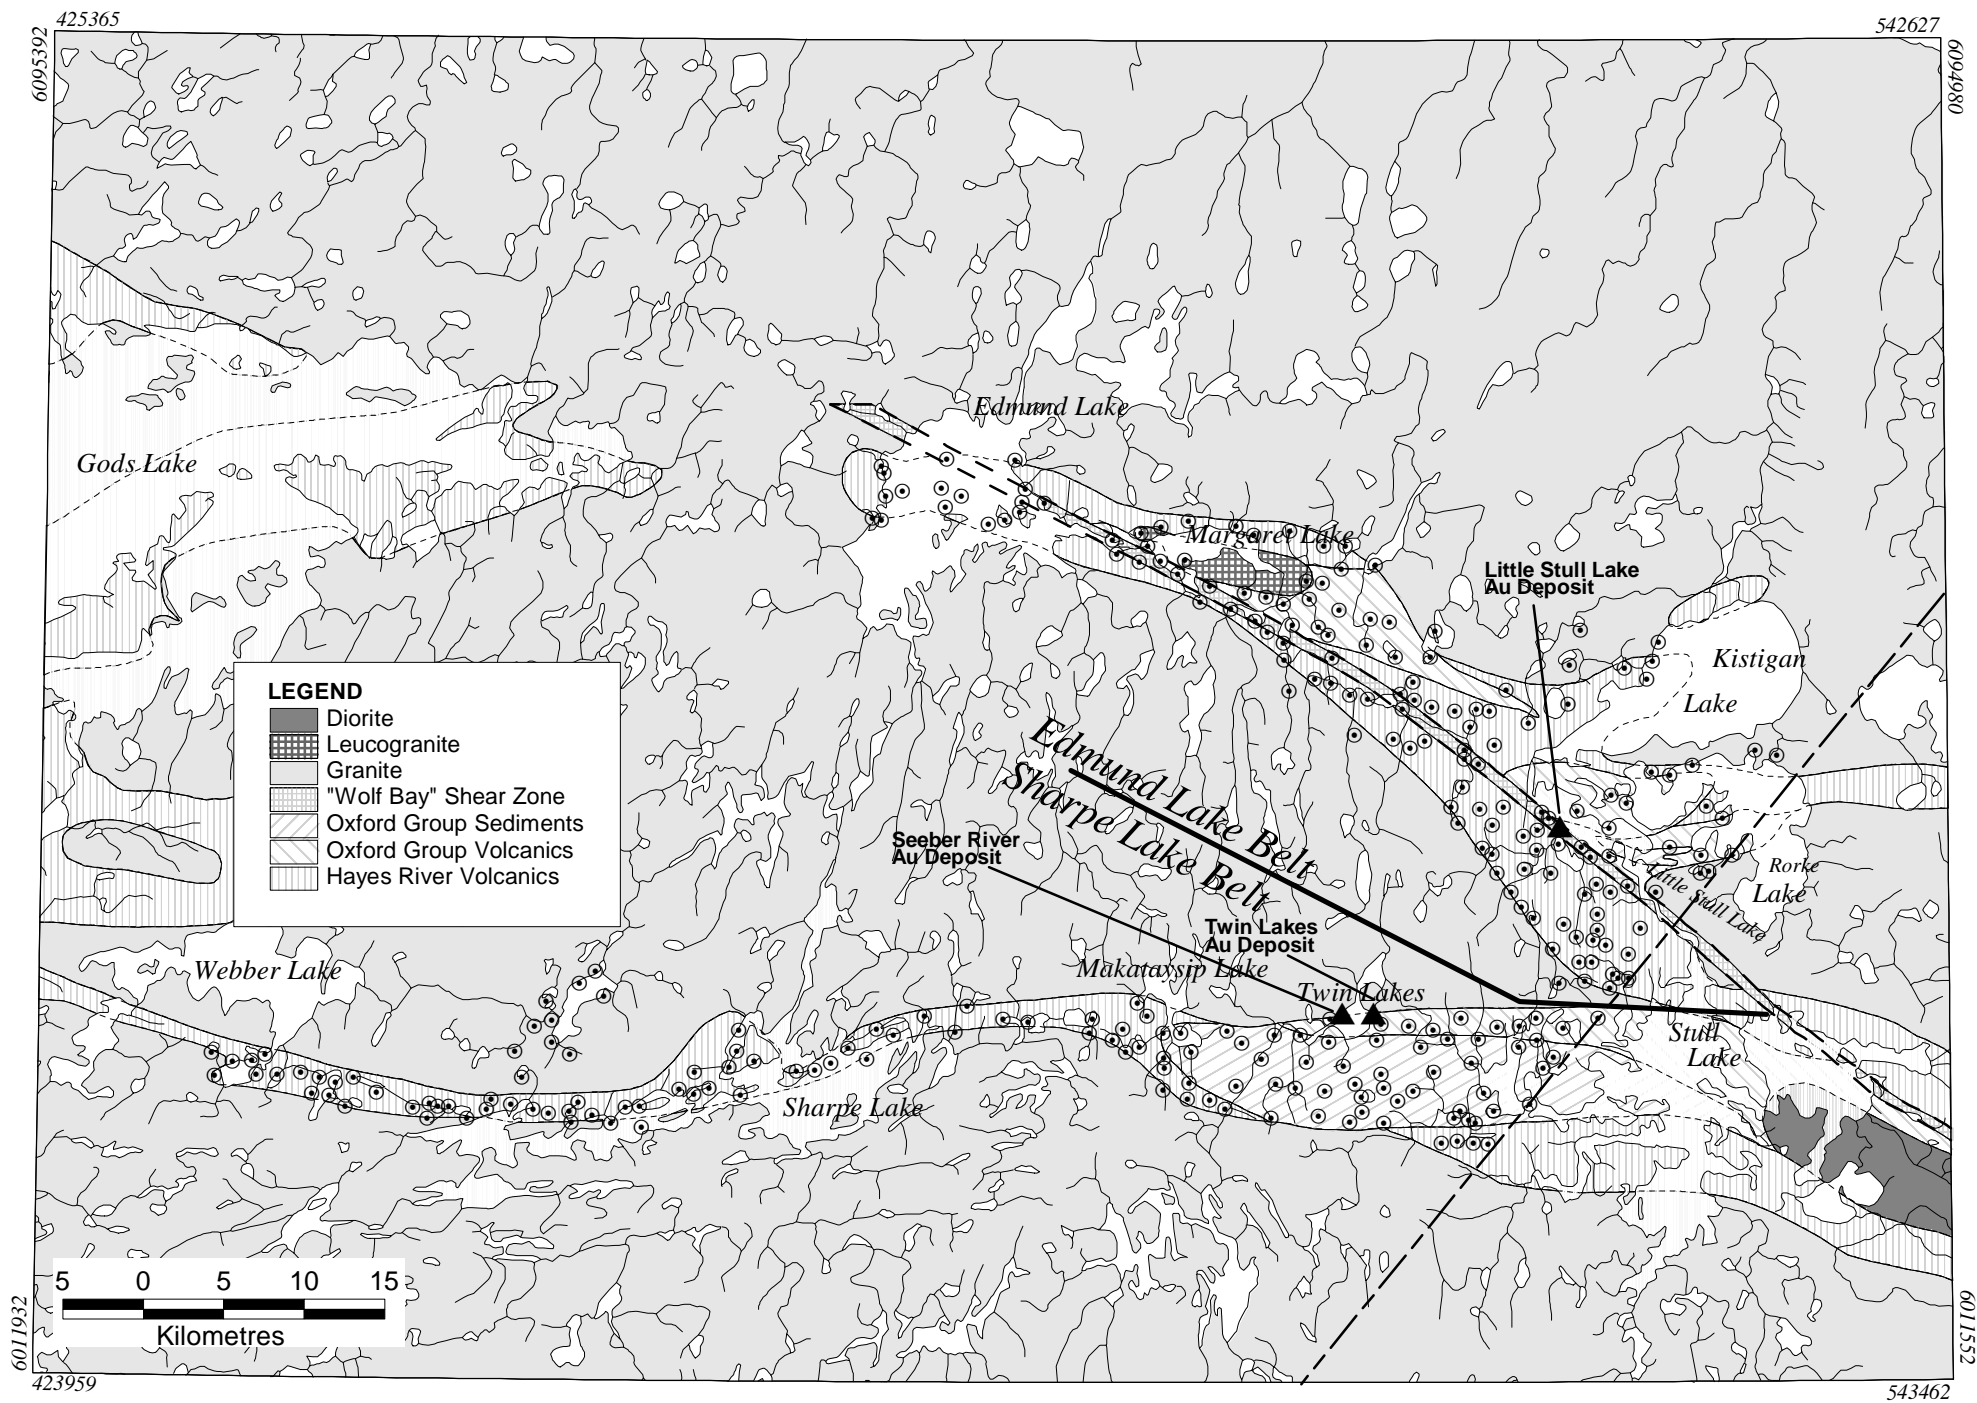 425365
542627
6095392
6094980
Edmund Lake
Gods Lake
Margaret Lake
Little Stull Lake
Au Deposit
Kistigan
Lake
LEGEND
Diorite
Leucogranite
Granite
"Wolf Bay" Shear Zone
Oxford Group Sediments
Oxford Group Volcanics
Hayes River Volcanics
Edmund Lake Belt
Sharpe Lake Belt
Seeber River
Au Deposit
Rorke
Lake
Little Stull Lake
Twin Lakes
Au Deposit
Webber Lake
Makataysip Lake
Twin Lakes
Stull
Lake
Sharpe Lake
5 0 5 10 15
Kilometres
6011932
6011552
423959
543462